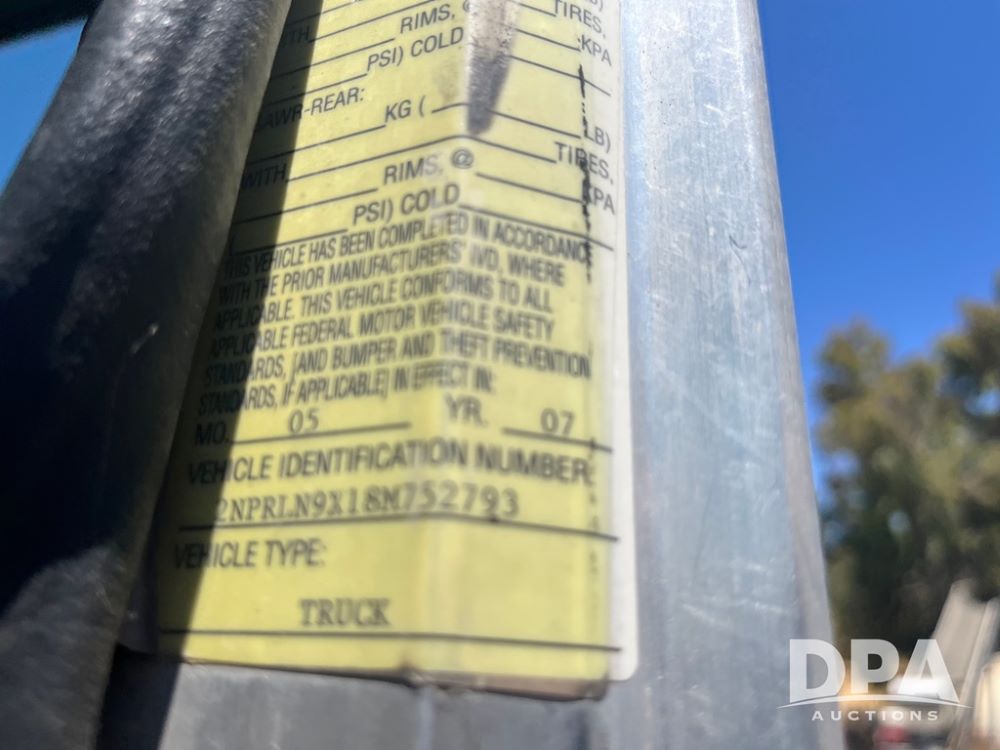 RIMS, @ TIRES,
PSI) COLD KPA
GAWR-REAR:
KG ( LB)
WITH TIRES,
RIMS, @ KPA
PSI) COLD
THIS VEHICLE HAS BEEN COMPLETED IN ACCORDANCE
WITH THE PRIOR MANUFACTURERS' IVD, WHERE
APPLICABLE. THIS VEHICLE CONFORMS TO ALL
APPLICABLE FEDERAL MOTOR VEHICLE SAFETY
STANDARDS, [AND BUMPER AND THEFT PREVENTION
STANDARDS, IF APPLICABLE] IN EFFECT IN:
MO. 05 YR. 07
VEHICLE IDENTIFICATION NUMBER:
2NPRLN9X18M752793
VEHICLE TYPE:
TRUCK
DPA
AUCTIONS